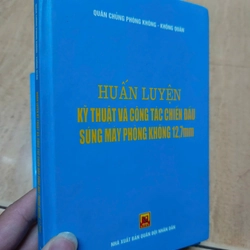 QUÂN CHỦNG PHÒNG KHÔNG - KHÔNG QUÂN
HUẤN LUYỆN
KỸ THUẬT VÀ CÔNG TÁC CHIẾN ĐẤU
SÚNG MÁY PHÒNG KHÔNG 12,7mm
NHÀ XUẤT BẢN QUÂN ĐỘI NHÂN DÂN